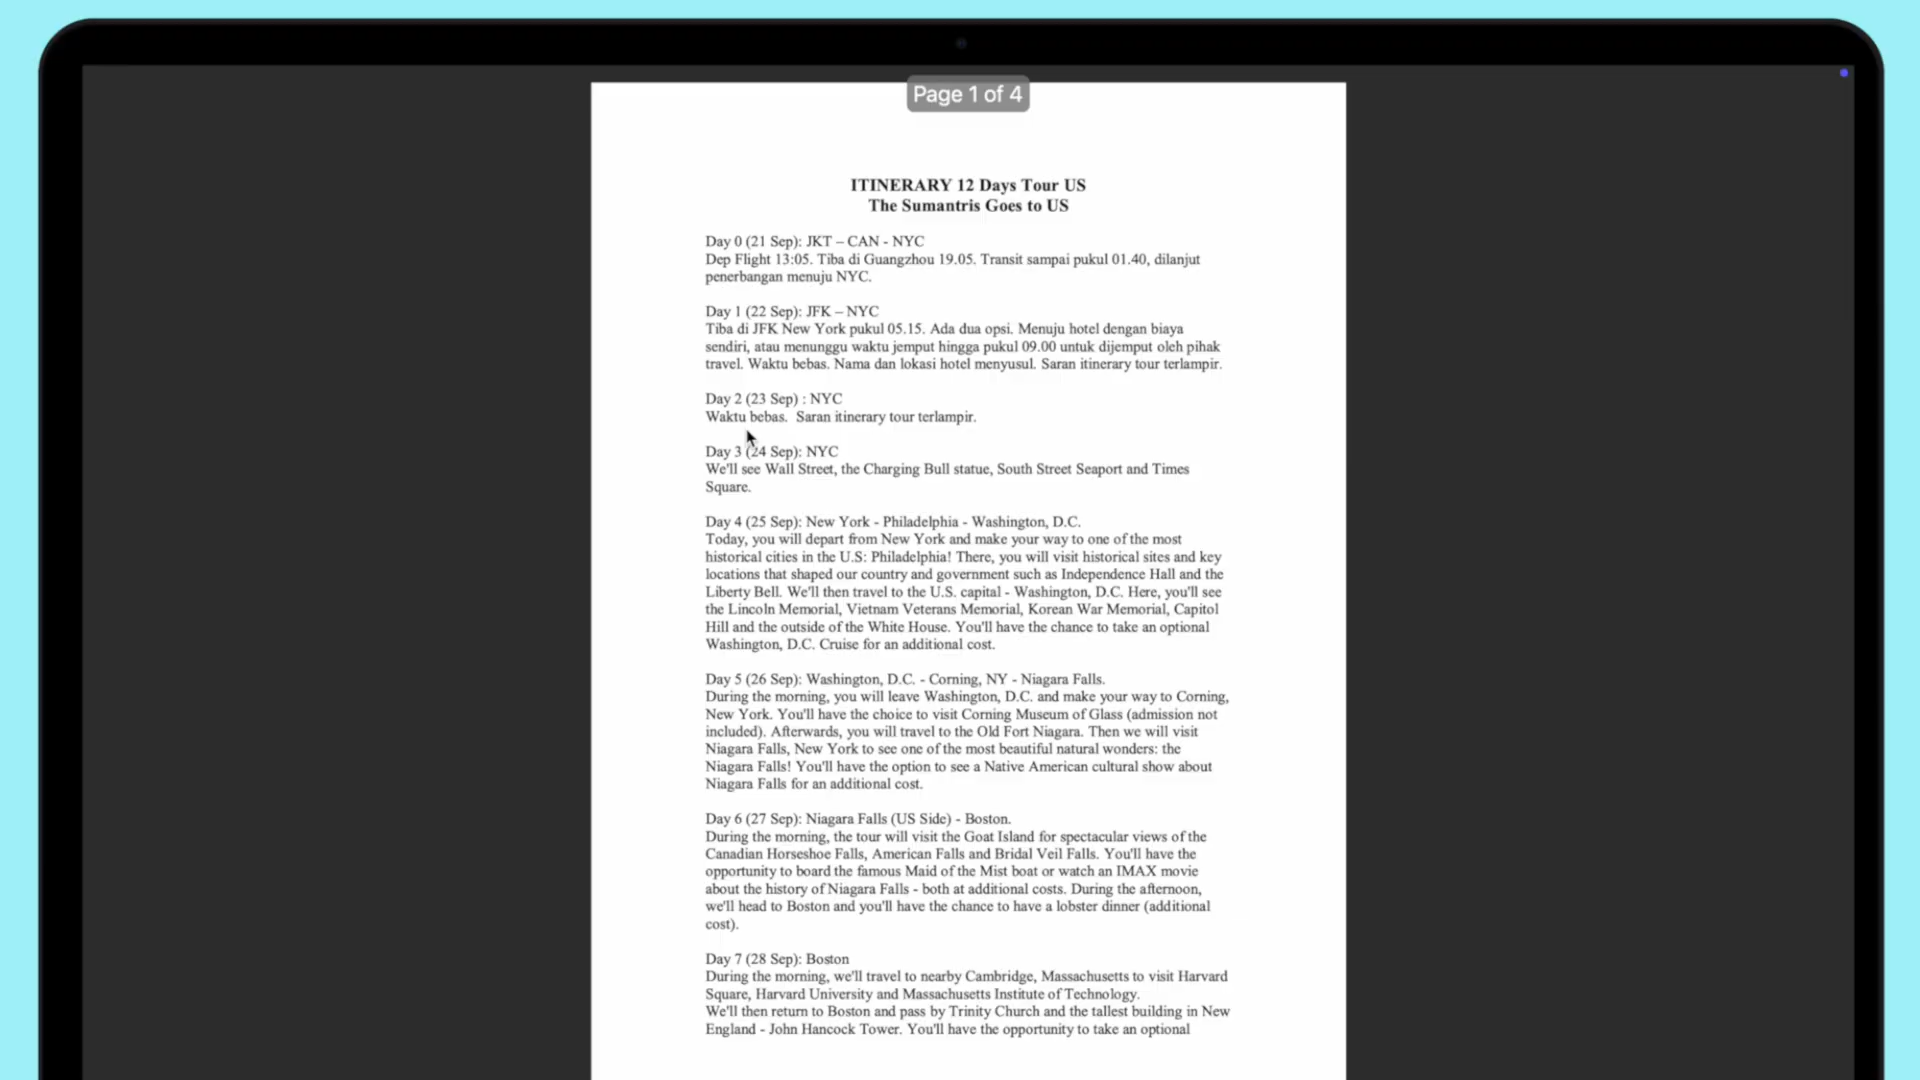 Page 1 of 4
ITINERARY 12 Days Tour US
The Sumantris Goes to US
Day 0 (21 Sep): JKT – CAN - NYC
Dep Flight 13:05. Tiba di Guangzhou 19.05. Transit sampai pukul 01.40, dilanjut
penerbangan menuju NYC.
Day 1 (22 Sep): JFK – NYC
Tiba di JFK New York pukul 05.15. Ada dua opsi. Menuju hotel dengan biaya
sendiri, atau menunggu waktu jemput hingga pukul 09.00 untuk dijemput oleh pihak
travel. Waktu bebas. Nama dan lokasi hotel menyusul. Saran itinerary tour terlampir.
Day 2 (23 Sep) : NYC
Waktu bebas.  Saran itinerary tour terlampir.
Day 3 (24 Sep): NYC
We'll see Wall Street, the Charging Bull statue, South Street Seaport and Times
Square.
Day 4 (25 Sep): New York - Philadelphia - Washington, D.C.
Today, you will depart from New York and make your way to one of the most
historical cities in the U.S: Philadelphia! There, you will visit historical sites and key
locations that shaped our country and government such as Independence Hall and the
Liberty Bell. We'll then travel to the U.S. capital - Washington, D.C. Here, you'll see
the Lincoln Memorial, Vietnam Veterans Memorial, Korean War Memorial, Capitol
Hill and the outside of the White House. You'll have the chance to take an optional
Washington, D.C. Cruise for an additional cost.
Day 5 (26 Sep): Washington, D.C. - Corning, NY - Niagara Falls.
During the morning, you will leave Washington, D.C. and make your way to Corning,
New York. You'll have the choice to visit Corning Museum of Glass (admission not
included). Afterwards, you will travel to the Old Fort Niagara. Then we will visit
Niagara Falls, New York to see one of the most beautiful natural wonders: the
Niagara Falls! You'll have the option to see a Native American cultural show about
Niagara Falls for an additional cost.
Day 6 (27 Sep): Niagara Falls (US Side) - Boston.
During the morning, the tour will visit the Goat Island for spectacular views of the
Canadian Horseshoe Falls, American Falls and Bridal Veil Falls. You'll have the
opportunity to board the famous Maid of the Mist boat or watch an IMAX movie
about the history of Niagara Falls - both at additional costs. During the afternoon,
we'll head to Boston and you'll have the chance to have a lobster dinner (additional
cost).
Day 7 (28 Sep): Boston
During the morning, we'll travel to nearby Cambridge, Massachusetts to visit Harvard
Square, Harvard University and Massachusetts Institute of Technology.
We'll then return to Boston and pass by Trinity Church and the tallest building in New
England - John Hancock Tower. You'll have the opportunity to take an optional